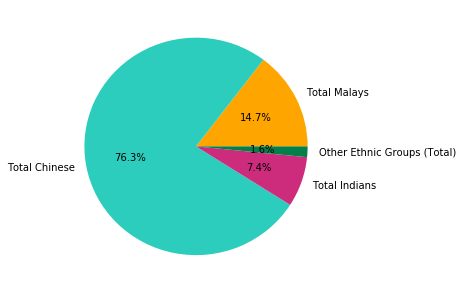 Total Malays
14.7%
1.6%
Other Ethnic Groups (Total)
76.3%
7.4%
Total Chinese
Total Indians